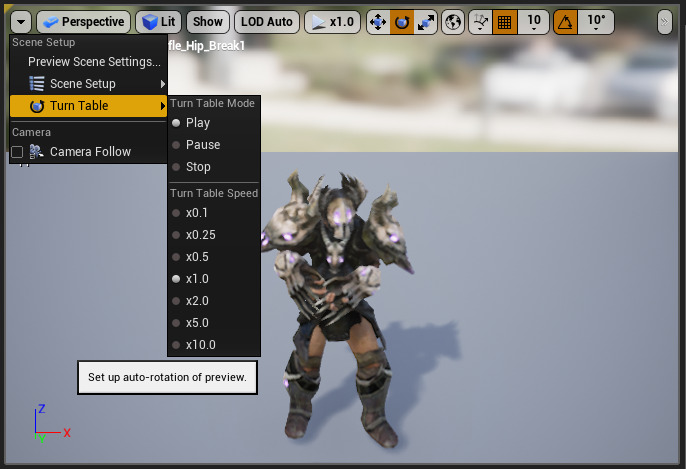 Perspective
Lit
Show
LOD Auto
x1.0
10
10°
»
Scene Setup
fle_Hip_Break1
Preview Scene Settings...
Scene Setup
Turn Table
Turn Table Mode
Camera
Play
Camera Follow
Pause
Stop
Turn Table Speed
x0.1
x0.25
x0.5
x1.0
x2.0
x5.0
x10.0
Set up auto-rotation of preview.
Z
X
Y